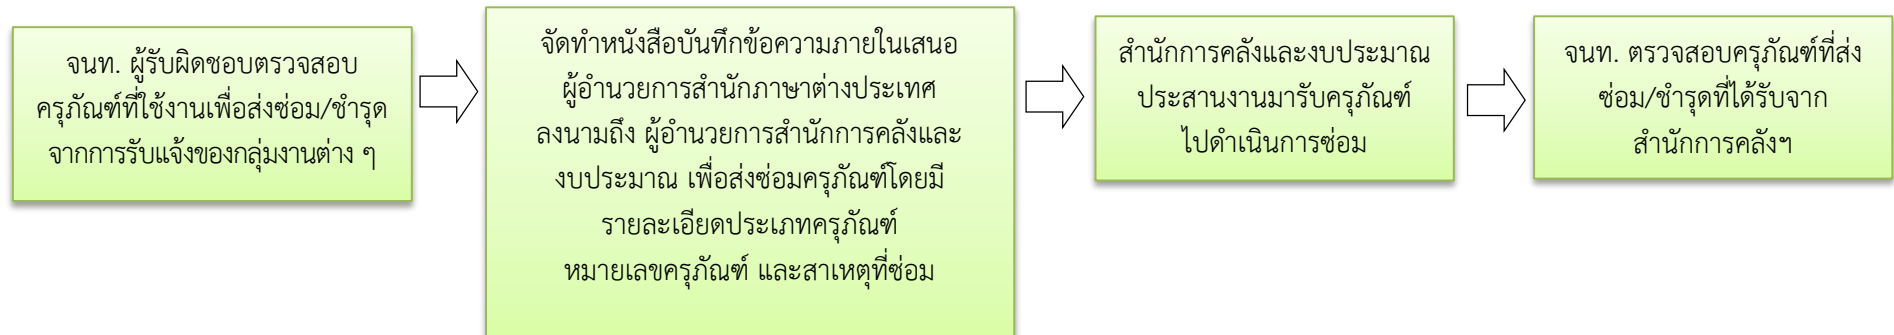 จนท. ผู้รับผิดชอบตรวจสอบ
ครุภัณฑ์ที่ใช้งานเพื่อส่งซ่อม/ชำรุด
จากการรับแจ้งของกลุ่มงานต่าง ๆ
จัดทำหนังสือบันทึกข้อความภายในเสนอ
ผู้อำนวยการสำนักภาษาต่างประเทศ
ลงนามถึง ผู้อำนวยการสำนักการคลังและ
งบประมาณ เพื่อส่งซ่อมครุภัณฑ์โดยมี
รายละเอียดประเภทครุภัณฑ์
หมายเลขครุภัณฑ์ และสาเหตุที่ซ่อม
สำนักการคลังและงบประมาณ
ประสานงานมารับครุภัณฑ์
ไปดำเนินการซ่อม
จนท. ตรวจสอบครุภัณฑ์ที่ส่ง
ซ่อม/ชำรุดที่ได้รับจาก
สำนักการคลังฯ